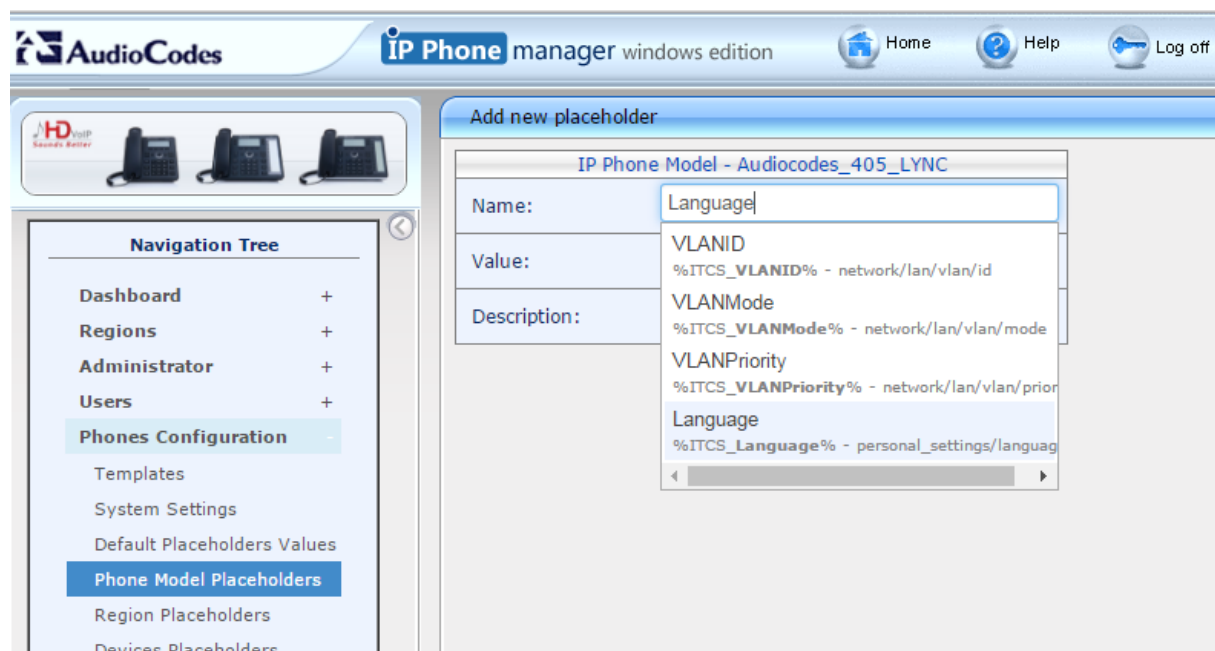 AudioCodes
IP Phone manager windows edition
Home
Help
Log off
HD VoIP
Sounds Better
Navigation Tree
Dashboard +
Regions +
Administrator +
Users +
Phones Configuration -
Templates
System Settings
Default Placeholders Values
Phone Model Placeholders
Region Placeholders
Devices Placeholders
Add new placeholder
IP Phone Model - Audiocodes_405_LYNC
Name: Language
Value:
Description:
VLANID
%ITCS_VLANID% - network/lan/vlan/id
VLANMode
%ITCS_VLANMode% - network/lan/vlan/mode
VLANPriority
%ITCS_VLANPriority% - network/lan/vlan/prior
Language
%ITCS_Language% - personal_settings/languag